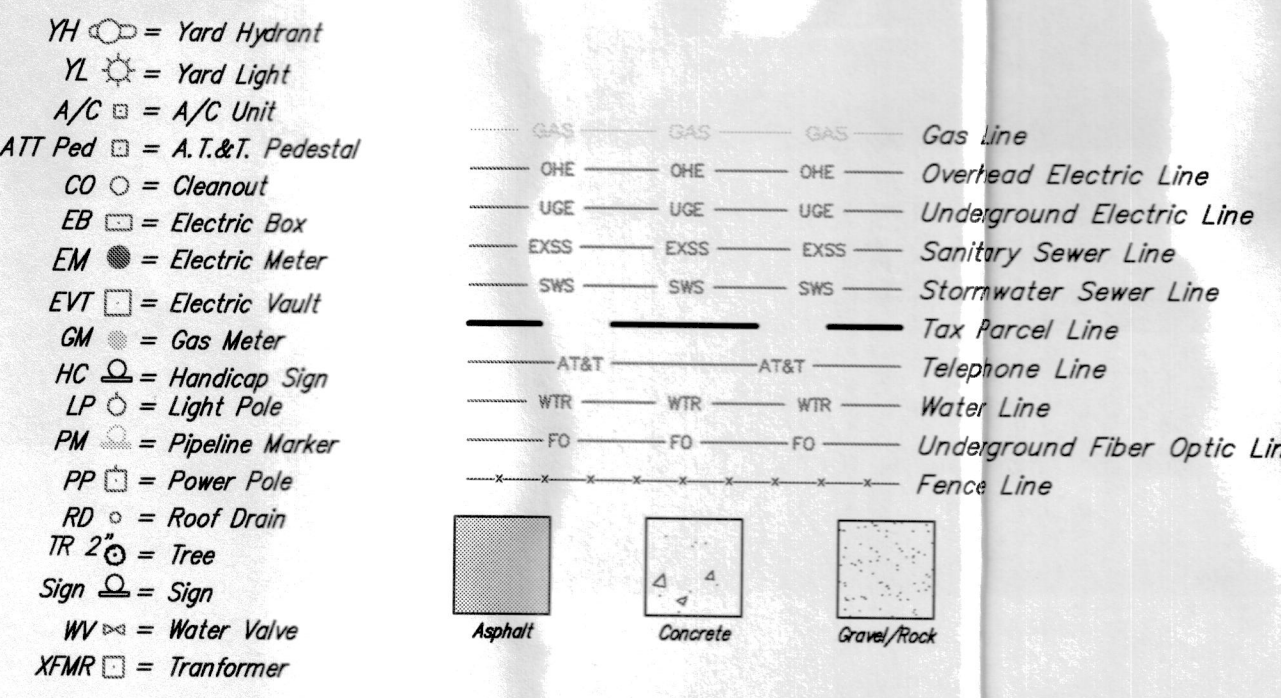 YH = Yard Hydrant
YL = Yard Light
A/C = A/C Unit
ATT Ped = A.T.&T. Pedestal
CO = Cleanout
EB = Electric Box
EM = Electric Meter
EVT = Electric Vault
GM = Gas Meter
HC = Handicap Sign
LP = Light Pole
PM = Pipeline Marker
PP = Power Pole
RD = Roof Drain
TR 2" = Tree
Sign = Sign
WV = Water Valve
XFMR = Tranformer
GAS GAS GAS Gas Line
OHE OHE OHE Overhead Electric Line
UGE UGE UGE Underground Electric Line
EXSS EXSS EXSS Sanitary Sewer Line
SWS SWS SWS Stormwater Sewer Line
Tax Parcel Line
AT&T AT&T Telephone Line
WTR WTR WTR Water Line
FO FO FO Underground Fiber Optic Lin
x x x x x x x x x Fence Line
Asphalt Concrete Gravel/Rock